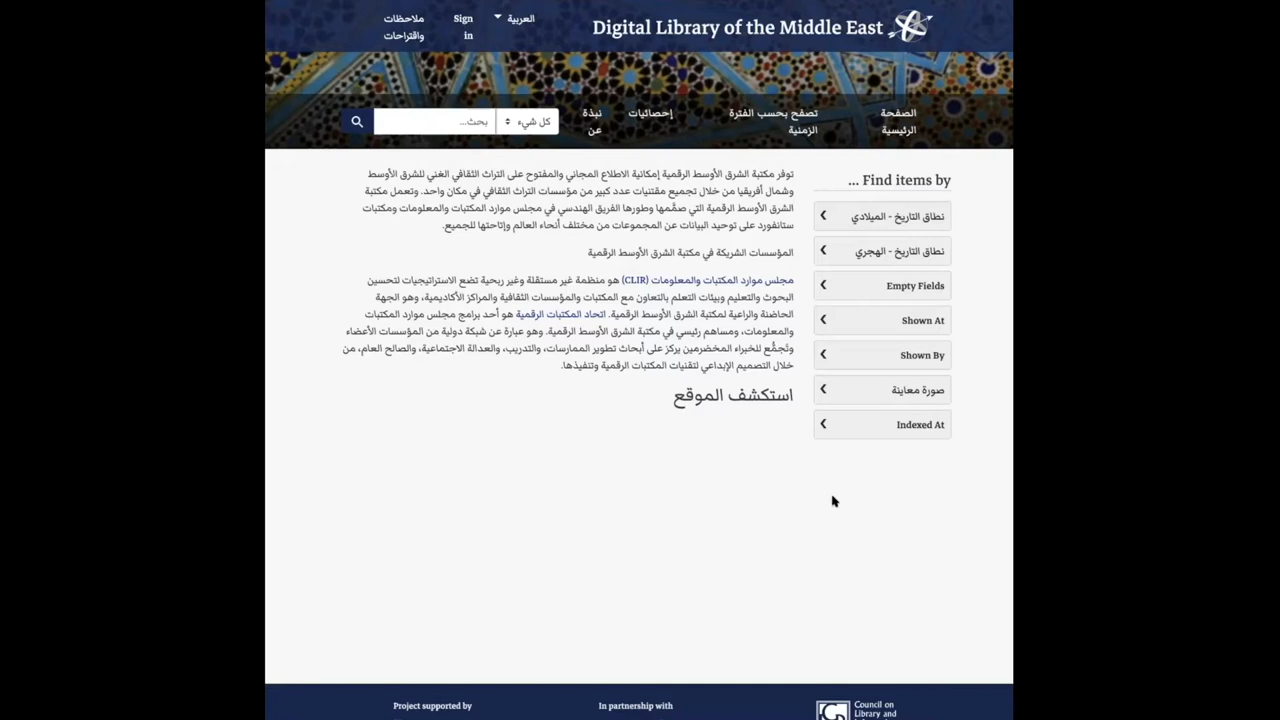 Digital Library of the Middle East
العربية
Sign in
ملاحظات واقتراحات
الصفحة الرئيسية
تصفح بحسب الفترة الزمنية
إحصائيات
نبذة عن
كل شيء
بحث...
Find items by ...
نطاق التاريخ - الميلادي
نطاق التاريخ - الهجري
Empty Fields
Shown At
Shown By
صورة معاينة
Indexed At
توفر مكتبة الشرق الأوسط الرقمية إمكانية الاطلاع المجاني والمفتوح على التراث الثقافي الغني للشرق الأوسط
وشمال أفريقيا من خلال تجميع مقتنيات عدد كبير من مؤسسات التراث الثقافي في مكان واحد. وتعمل مكتبة
الشرق الأوسط الرقمية التي صمَّمها وطورها الفريق الهندسي في مجلس موارد المكتبات والمعلومات ومكتبات
ستانفورد على توحيد البيانات عن المجموعات من مختلف أنحاء العالم وإتاحتها للجميع.
المؤسسات الشريكة في مكتبة الشرق الأوسط الرقمية
مجلس موارد المكتبات والمعلومات (CLIR) هو منظمة غير مستقلة وغير ربحية تضع الاستراتيجيات لتحسين
البحوث والتعليم وبيئات التعلم بالتعاون مع المكتبات والمؤسسات الثقافية والمراكز الأكاديمية، وهو الجهة
الحاضنة والراعية لمكتبة الشرق الأوسط الرقمية. اتحاد المكتبات الرقمية هو أحد برامج مجلس موارد المكتبات
والمعلومات، ومساهم رئيسي في مكتبة الشرق الأوسط الرقمية. وهو عبارة عن شبكة دولية من المؤسسات الأعضاء
وتَجمُّع للخبراء المخضرمين يركز على أبحاث تطوير الممارسات، والتدريب، والعدالة الاجتماعية، والصالح العام، من
خلال التصميم الإبداعي لتقنيات المكتبات الرقمية وتنفيذها.
استكشف الموقع
Council on
Library and
In partnership with
Project supported by